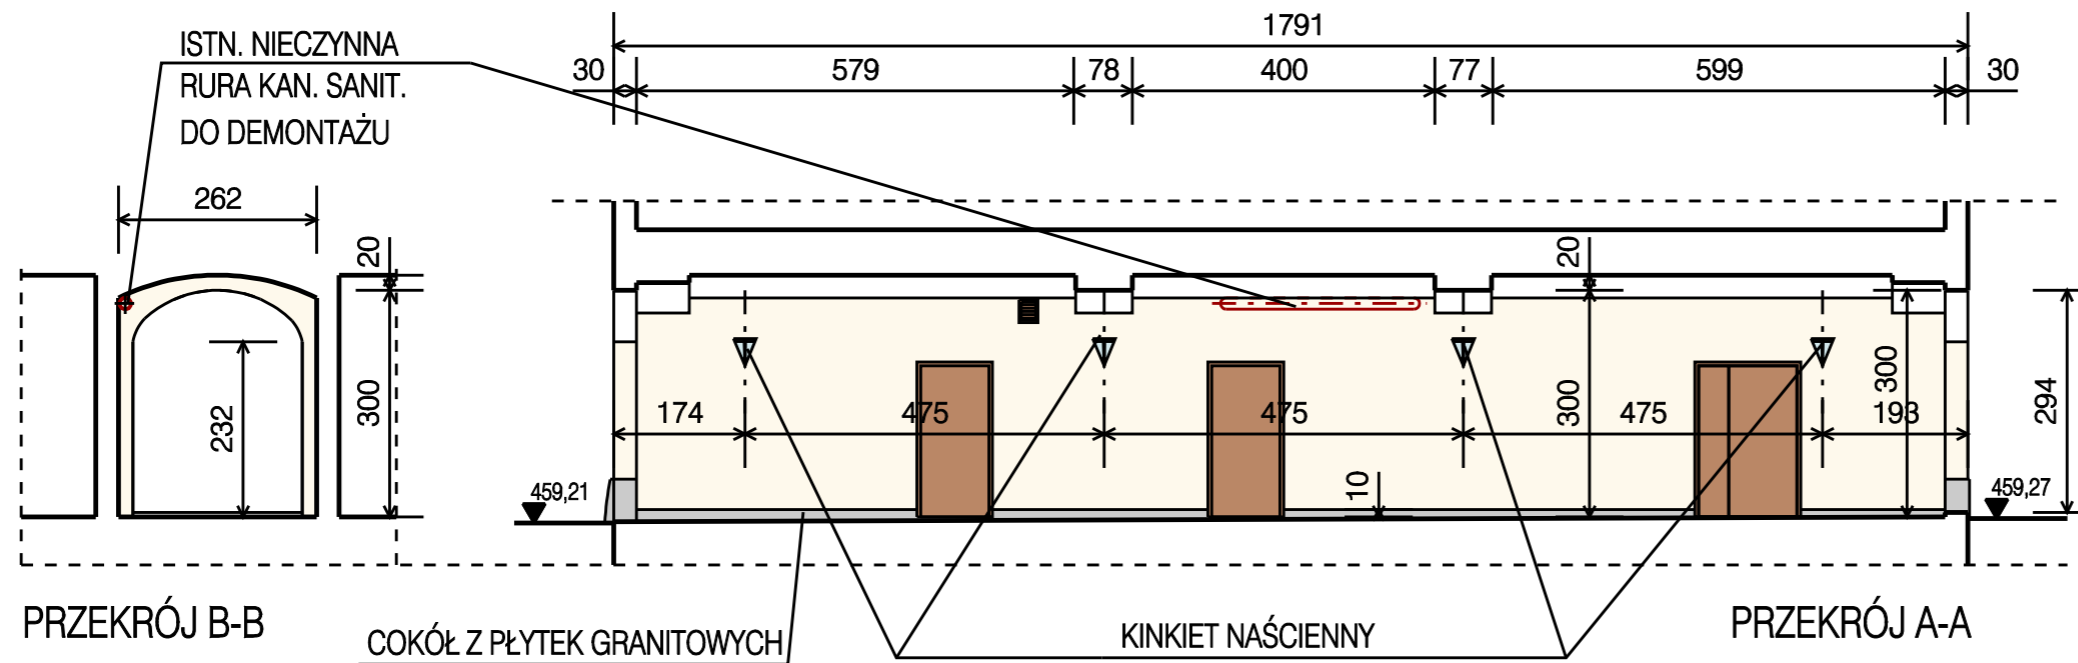 ISTN. NIECZYNNA
RURA KAN. SANIT.
DO DEMONTAŻU
1791
30 579 78 400 77 599 30
262
20
20
232
300
174 475 475 300 475 300 193
294
10
459,21
459,27
PRZEKRÓJ B-B
COKÓŁ Z PŁYTEK GRANITOWYCH
KINKIET NAŚCIENNY
PRZEKRÓJ A-A